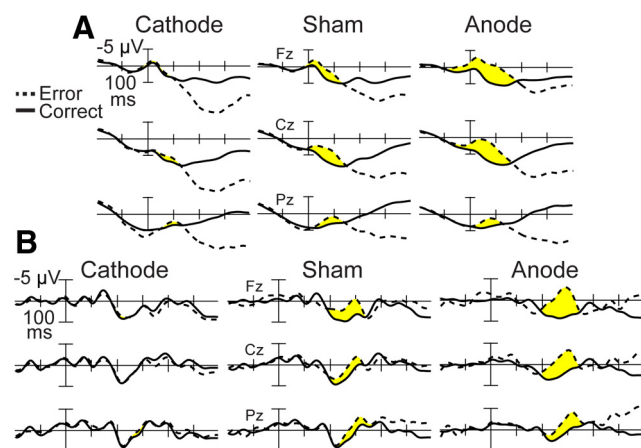 A
Cathode Sham Anode
-5 µV
100
ms
Fz
Error
Correct
Cz
Pz
B
Cathode Sham Anode
-5 µV
100
ms
Fz
Cz
Pz